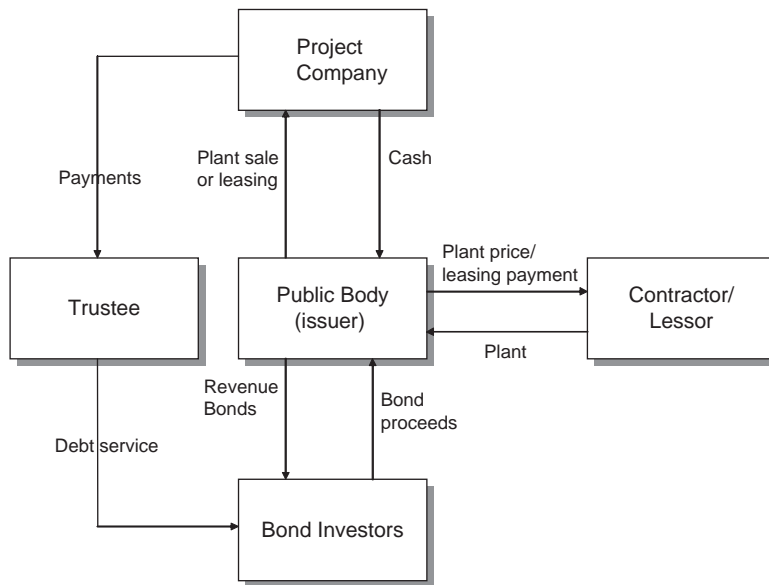 Project
Company
Payments
Plant sale
or leasing
Cash
Trustee
Public Body
(issuer)
Plant price/
leasing payment
Plant
Contractor/
Lessor
Revenue
Bonds
Bond
proceeds
Debt service
Bond Investors